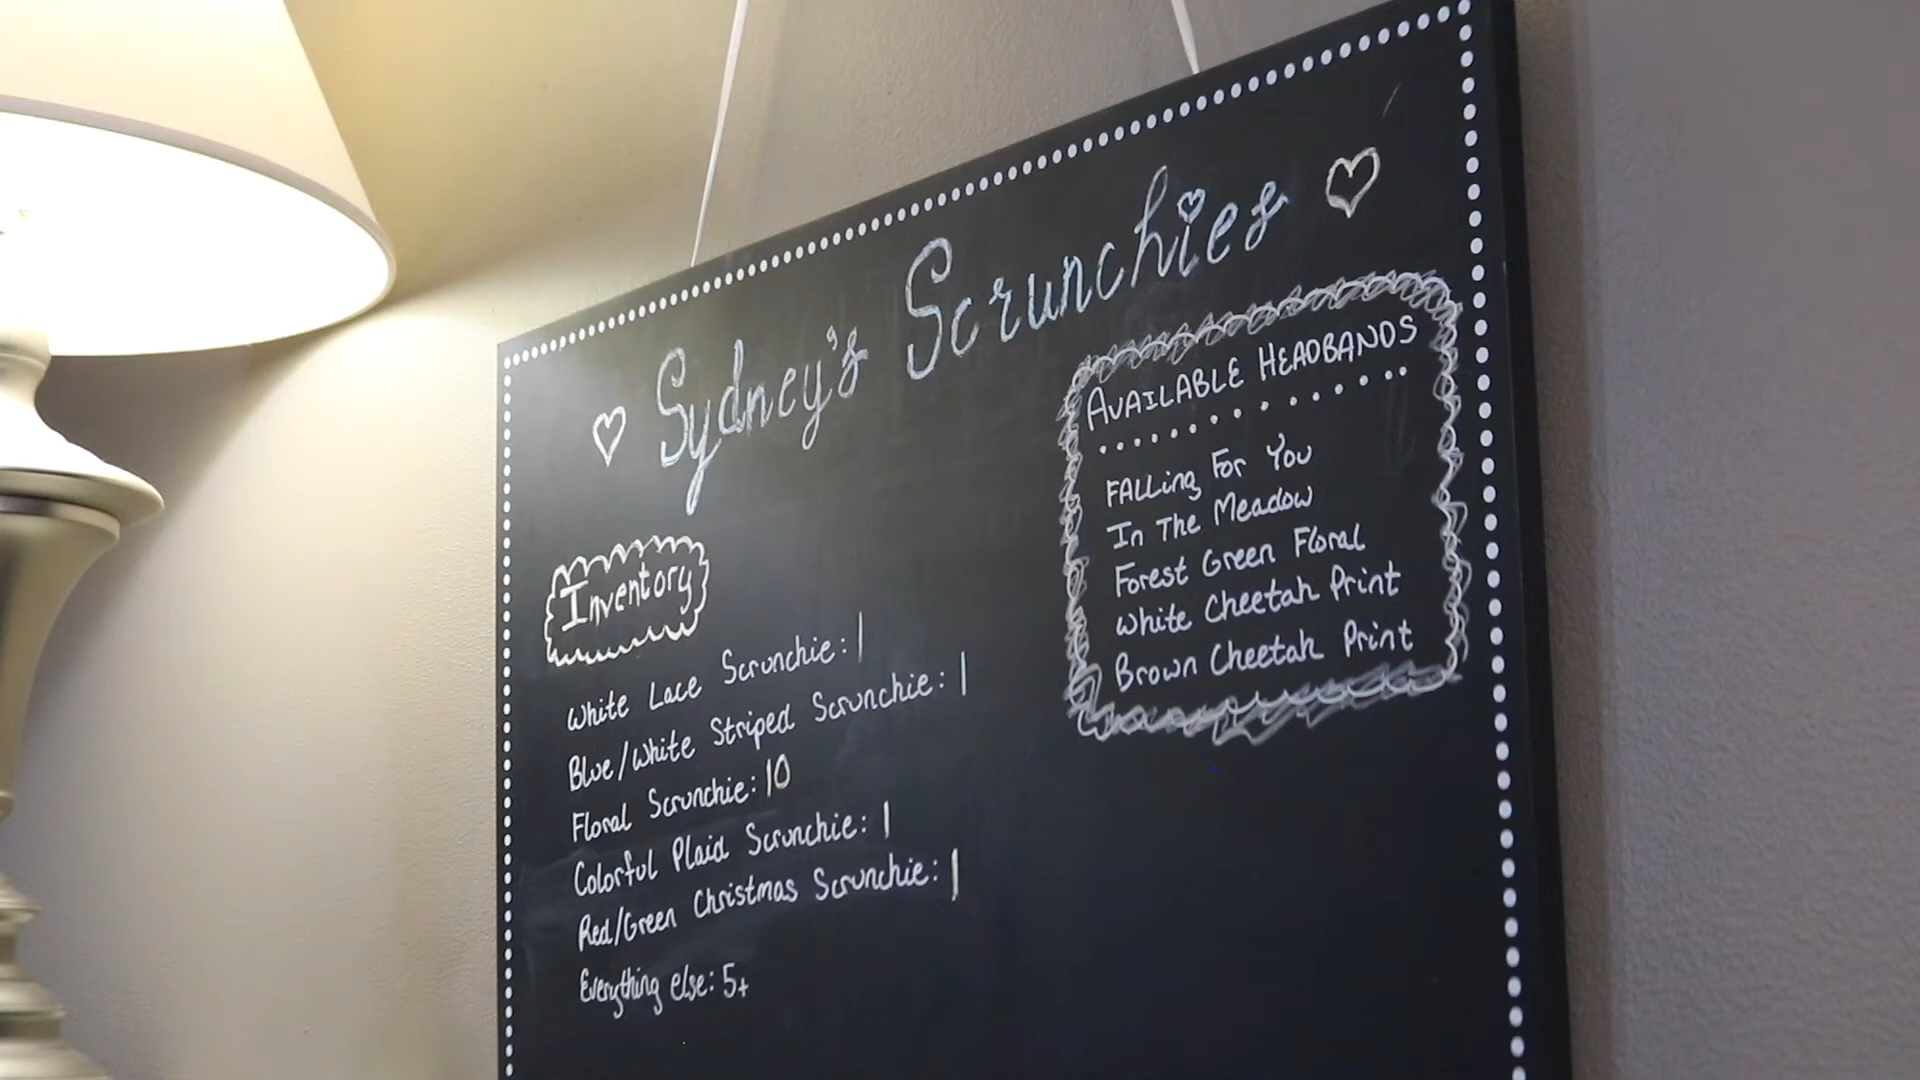 Sydney's Scrunchies
Inventory
White Lace Scrunchie: 1
Blue/White Striped Scrunchie: 1
Floral Scrunchie: 10
Colorful Plaid Scrunchie: 1
Red/Green Christmas Scrunchie: 1
Everything else: 5+
AVAILABLE HEADBANDS
FALLing For You
In The Meadow
Forest Green Floral
White Cheetah Print
Brown Cheetah Print